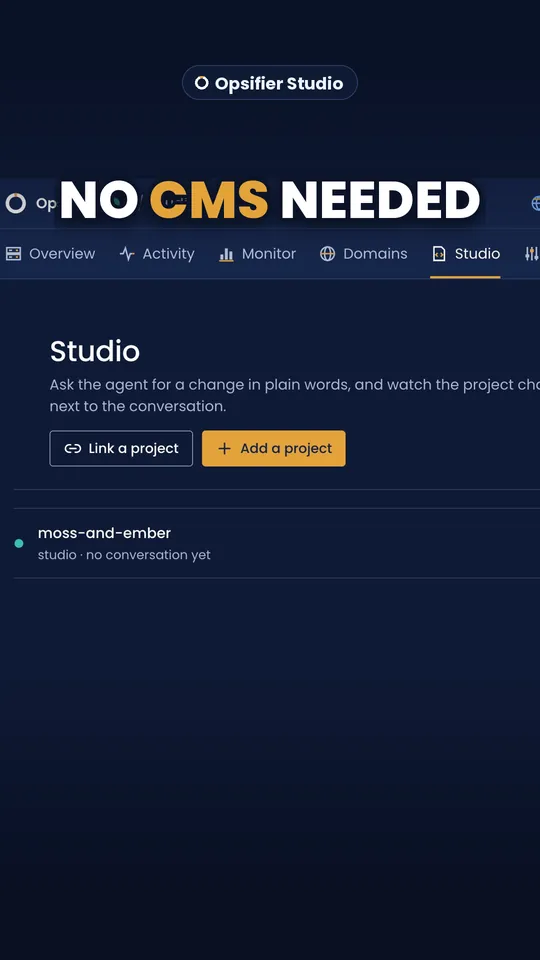 Opsifier Studio
NO CMS NEEDED
Overview Activity Monitor Domains Studio
Studio
Ask the agent for a change in plain words, and watch the project
next to the conversation.
Link a project Add a project
moss-and-ember
studio · no conversation yet